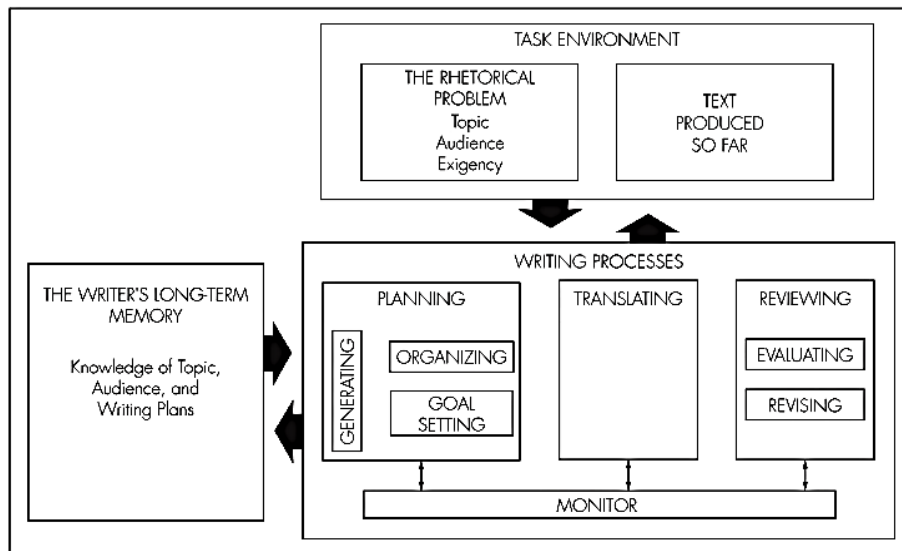 TASK ENVIRONMENT
THE RHETORICAL
PROBLEM
Topic
Audience
Exigency
TEXT
PRODUCED
SO FAR
THE WRITER'S LONG-TERM
MEMORY
Knowledge of Topic,
Audience, and
Writing Plans
WRITING PROCESSES
PLANNING
GENERATING
ORGANIZING
GOAL
SETTING
TRANSLATING
REVIEWING
EVALUATING
REVISING
MONITOR